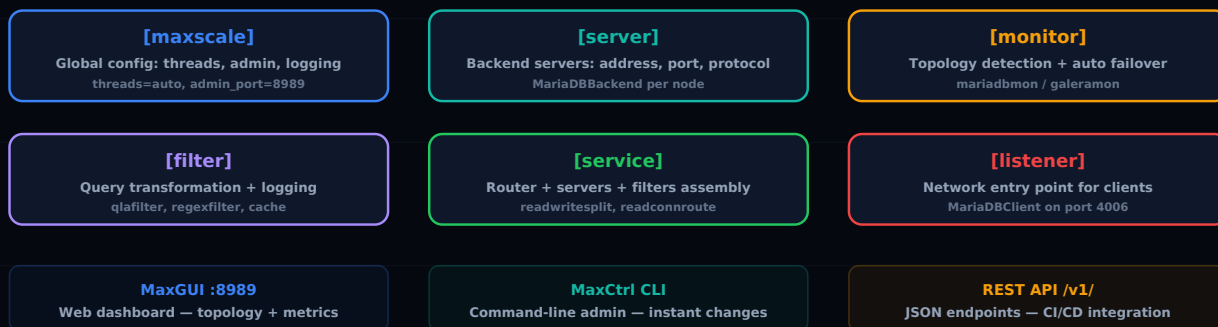 [maxscale]
Global config: threads, admin, logging
threads=auto, admin_port=8989
[server]
Backend servers: address, port, protocol
MariaDBBackend per node
[monitor]
Topology detection + auto failover
mariadbmon / galeramon
[filter]
Query transformation + logging
qlafilter, regexfilter, cache
[service]
Router + servers + filters assembly
readwritesplit, readconnroute
[listener]
Network entry point for clients
MariaDBClient on port 4006
MaxGUI :8989
Web dashboard — topology + metrics
MaxCtrl CLI
Command-line admin — instant changes
REST API /v1/
JSON endpoints — CI/CD integration